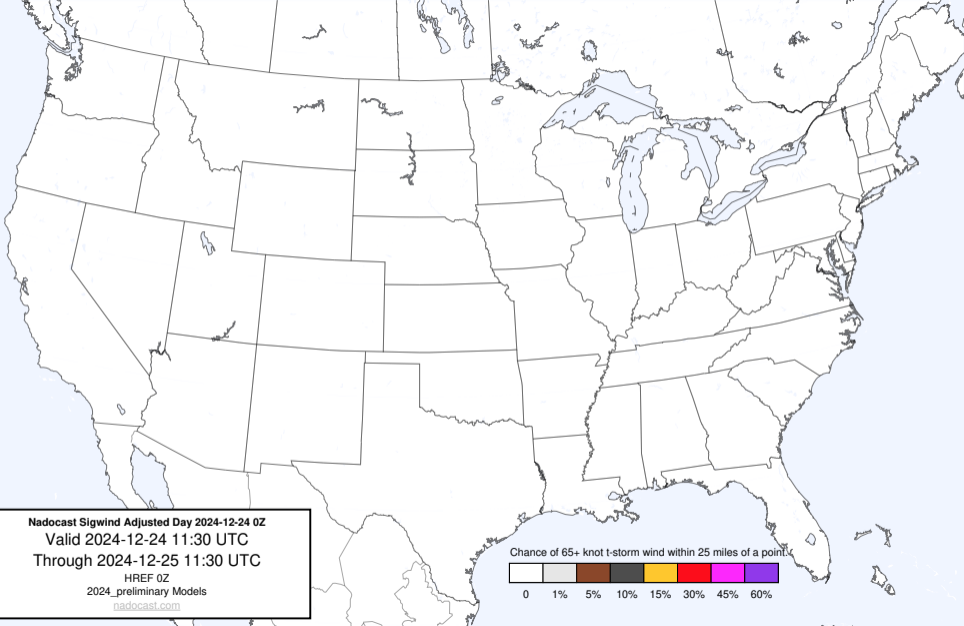 Nadocast Sigwind Adjusted Day 2024-12-24 0Z
Valid 2024-12-24 11:30 UTC
Through 2024-12-25 11:30 UTC
HREF 0Z
2024_preliminary Models
nadocast.com
Chance of 65+ knot t-storm wind within 25 miles of a point.
0 1% 5% 10% 15% 30% 45% 60%